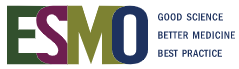 ESMO
GOOD SCIENCE
BETTER MEDICINE
BEST PRACTICE